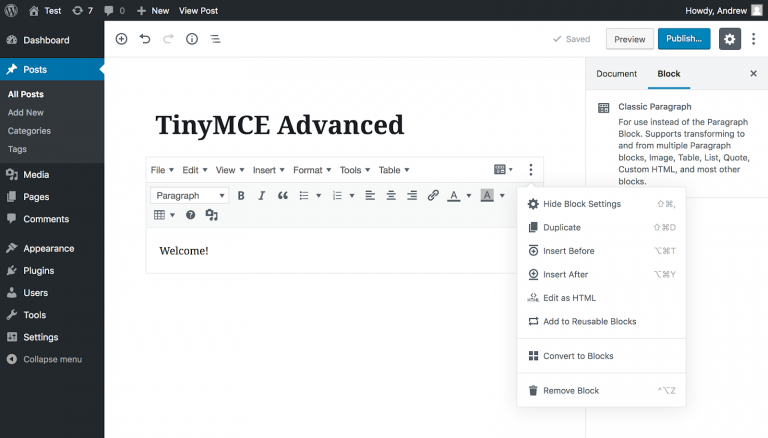 Test 7 0 New View Post Howdy, Andrew
Dashboard
Posts
All Posts
Add New
Categories
Tags
Media
Pages
Comments
Appearance
Plugins
Users
Tools
Settings
Collapse menu
Saved Preview Publish...
TinyMCE Advanced
File Edit View Insert Format Tools Table
Paragraph B I A A
Welcome!
Document Block
Classic Paragraph
For use instead of the Paragraph
Block. Supports transforming to
and from multiple Paragraph
blocks, Image, Table, List, Quote,
Custom HTML, and most other
blocks.
Hide Block Settings ⇧⌘,
Duplicate ⇧⌘D
Insert Before ⌥⌘T
Insert After ⌥⌘Y
Edit as HTML
Add to Reusable Blocks
Convert to Blocks
Remove Block ^⌥Z